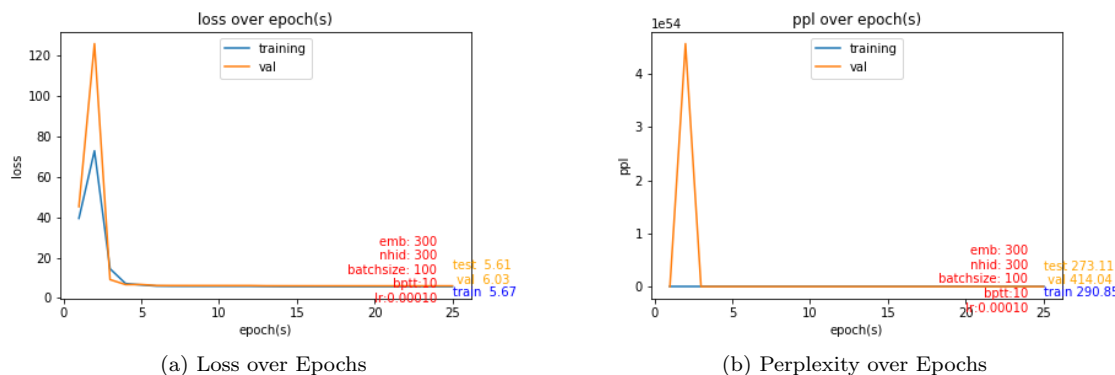 loss over epoch(s)
training
val
120
100
80
60
40
20
0
loss
0
5
10
15
20
25
epoch(s)
emb: 300
nhid: 300
batchsize: 100
bptt:10
lr:0.00010
test 5.61
val 6.03
train 5.67
(a) Loss over Epochs
ppl over epoch(s)
1e54
training
val
4
3
2
1
0
ppl
0
5
10
15
20
25
epoch(s)
emb: 300
nhid: 300
batchsize: 100
bptt:10
lr:0.00010
test 273.11
val 414.04
train 290.85
(b) Perplexity over Epochs